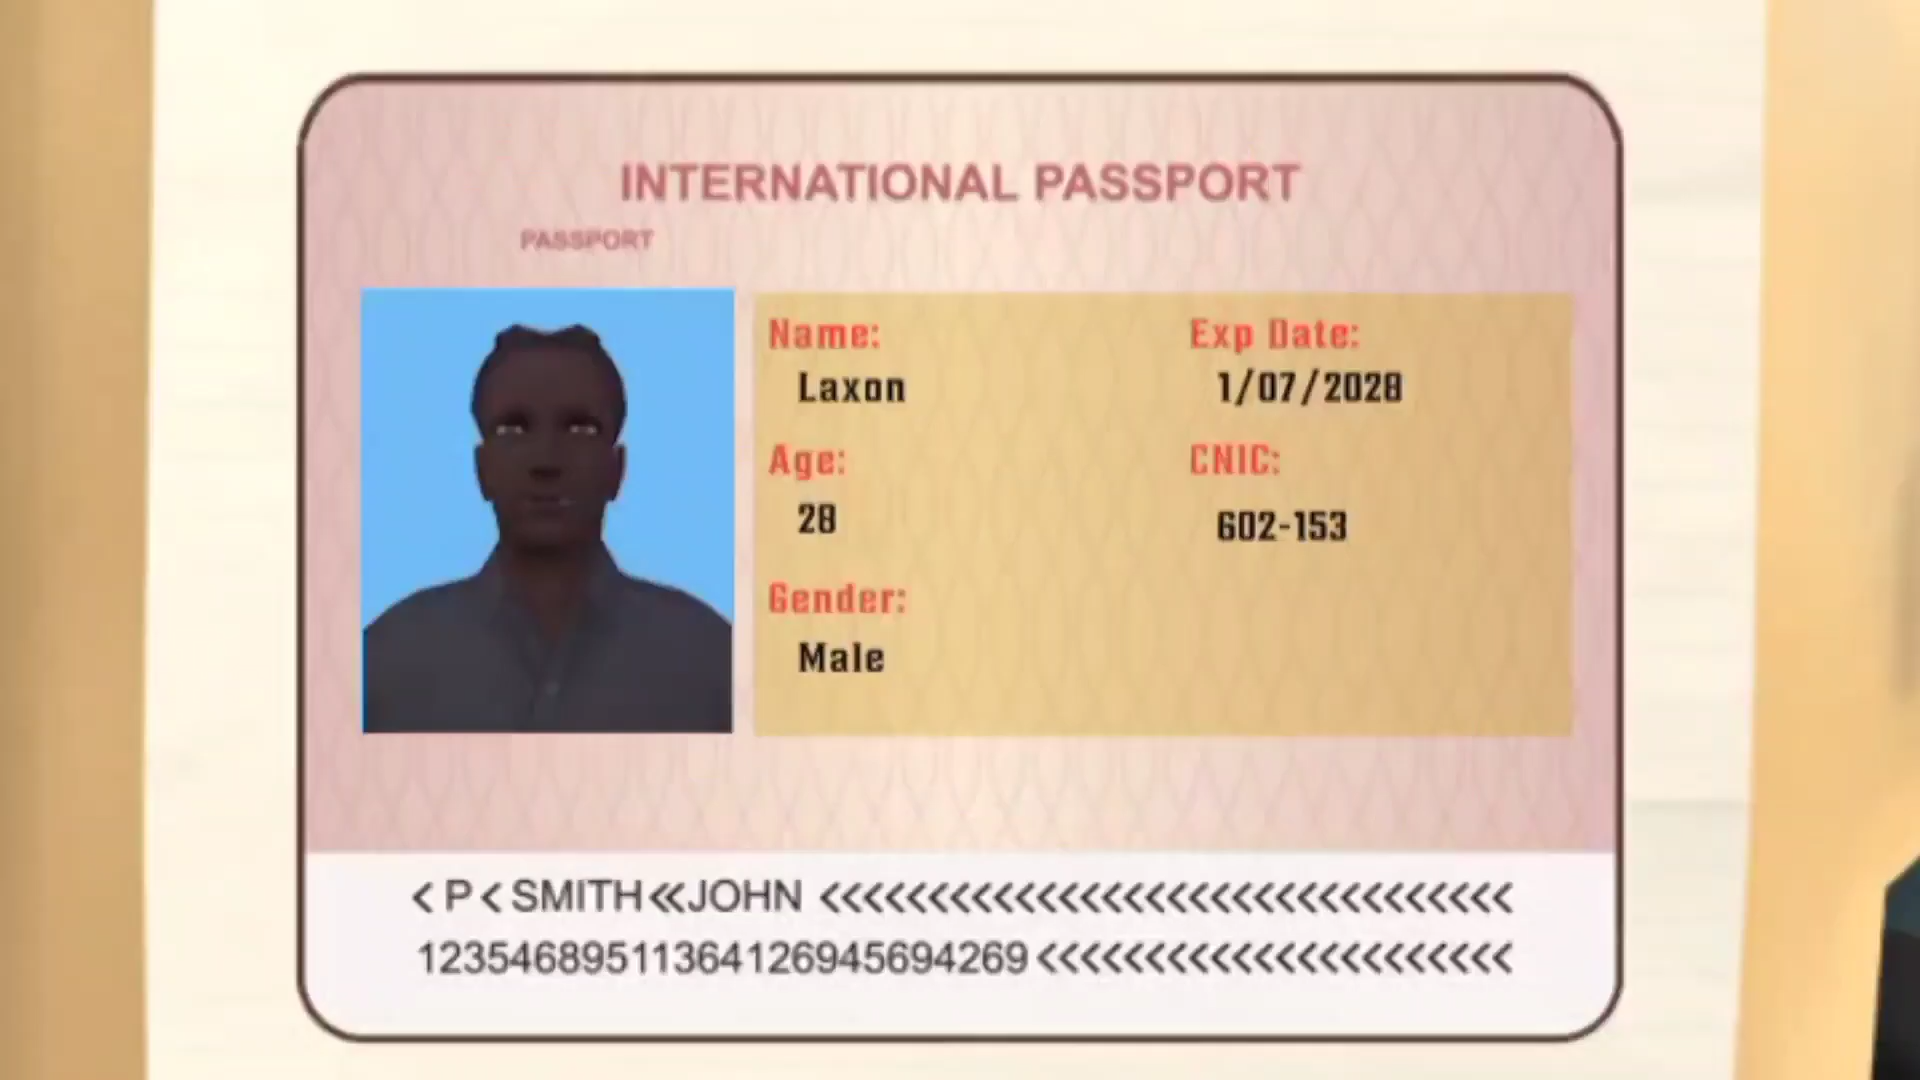 INTERNATIONAL PASSPORT
PASSPORT
Name:
Laxon
Exp Date:
1/07/2028
Age:
28
CNIC:
602-153
Gender:
Male
< P < SMITH<<JOHN <<<<<<<<<<<<<<<<<<<<<<<<<<<<<<<<
12354689511364126945694269 <<<<<<<<<<<<<<<<<<<<<<